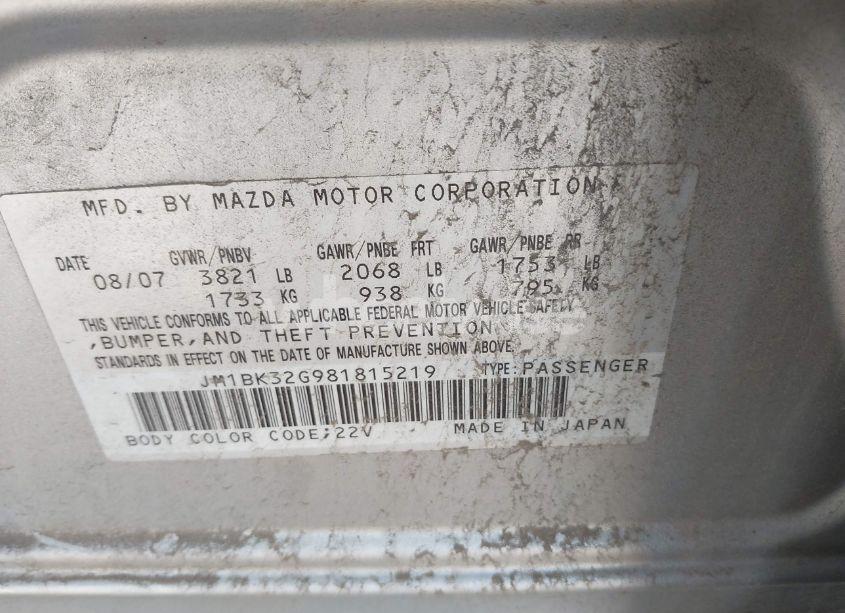 MFD. BY MAZDA MOTOR CORPORATION
DATE GVWR/PNBV GAWR/PNBE FRT GAWR/PNBE RR
08/07 3821 LB 2068 LB 1753 LB
1733 KG 938 KG 795 KG
THIS VEHICLE CONFORMS TO ALL APPLICABLE FEDERAL MOTOR VEHICLE SAFETY
,BUMPER,AND THEFT PREVENTION
STANDARDS IN EFFECT ON THE DATE OF MANUFACTURE SHOWN ABOVE.
JM1BK32G981815219 TYPE:PASSENGER
BODY COLOR CODE;22V MADE IN JAPAN